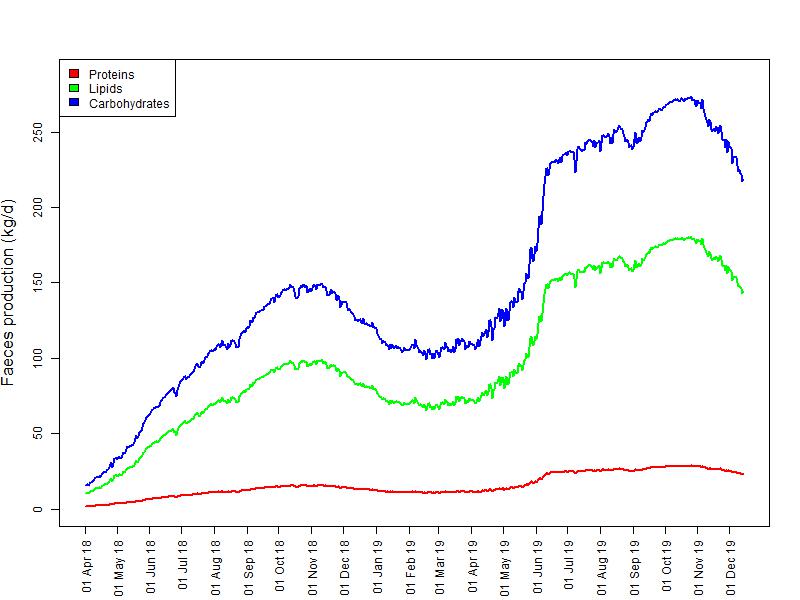 Proteins
Lipids
Carbohydrates
Faeces production (kg/d)
250
200
150
100
50
0
01 Apr 18
01 May 18
01 Jun 18
01 Jul 18
01 Aug 18
01 Sep 18
01 Oct 18
01 Nov 18
01 Dec 18
01 Jan 19
01 Feb 19
01 Mar 19
01 Apr 19
01 May 19
01 Jun 19
01 Jul 19
01 Aug 19
01 Sep 19
01 Oct 19
01 Nov 19
01 Dec 19